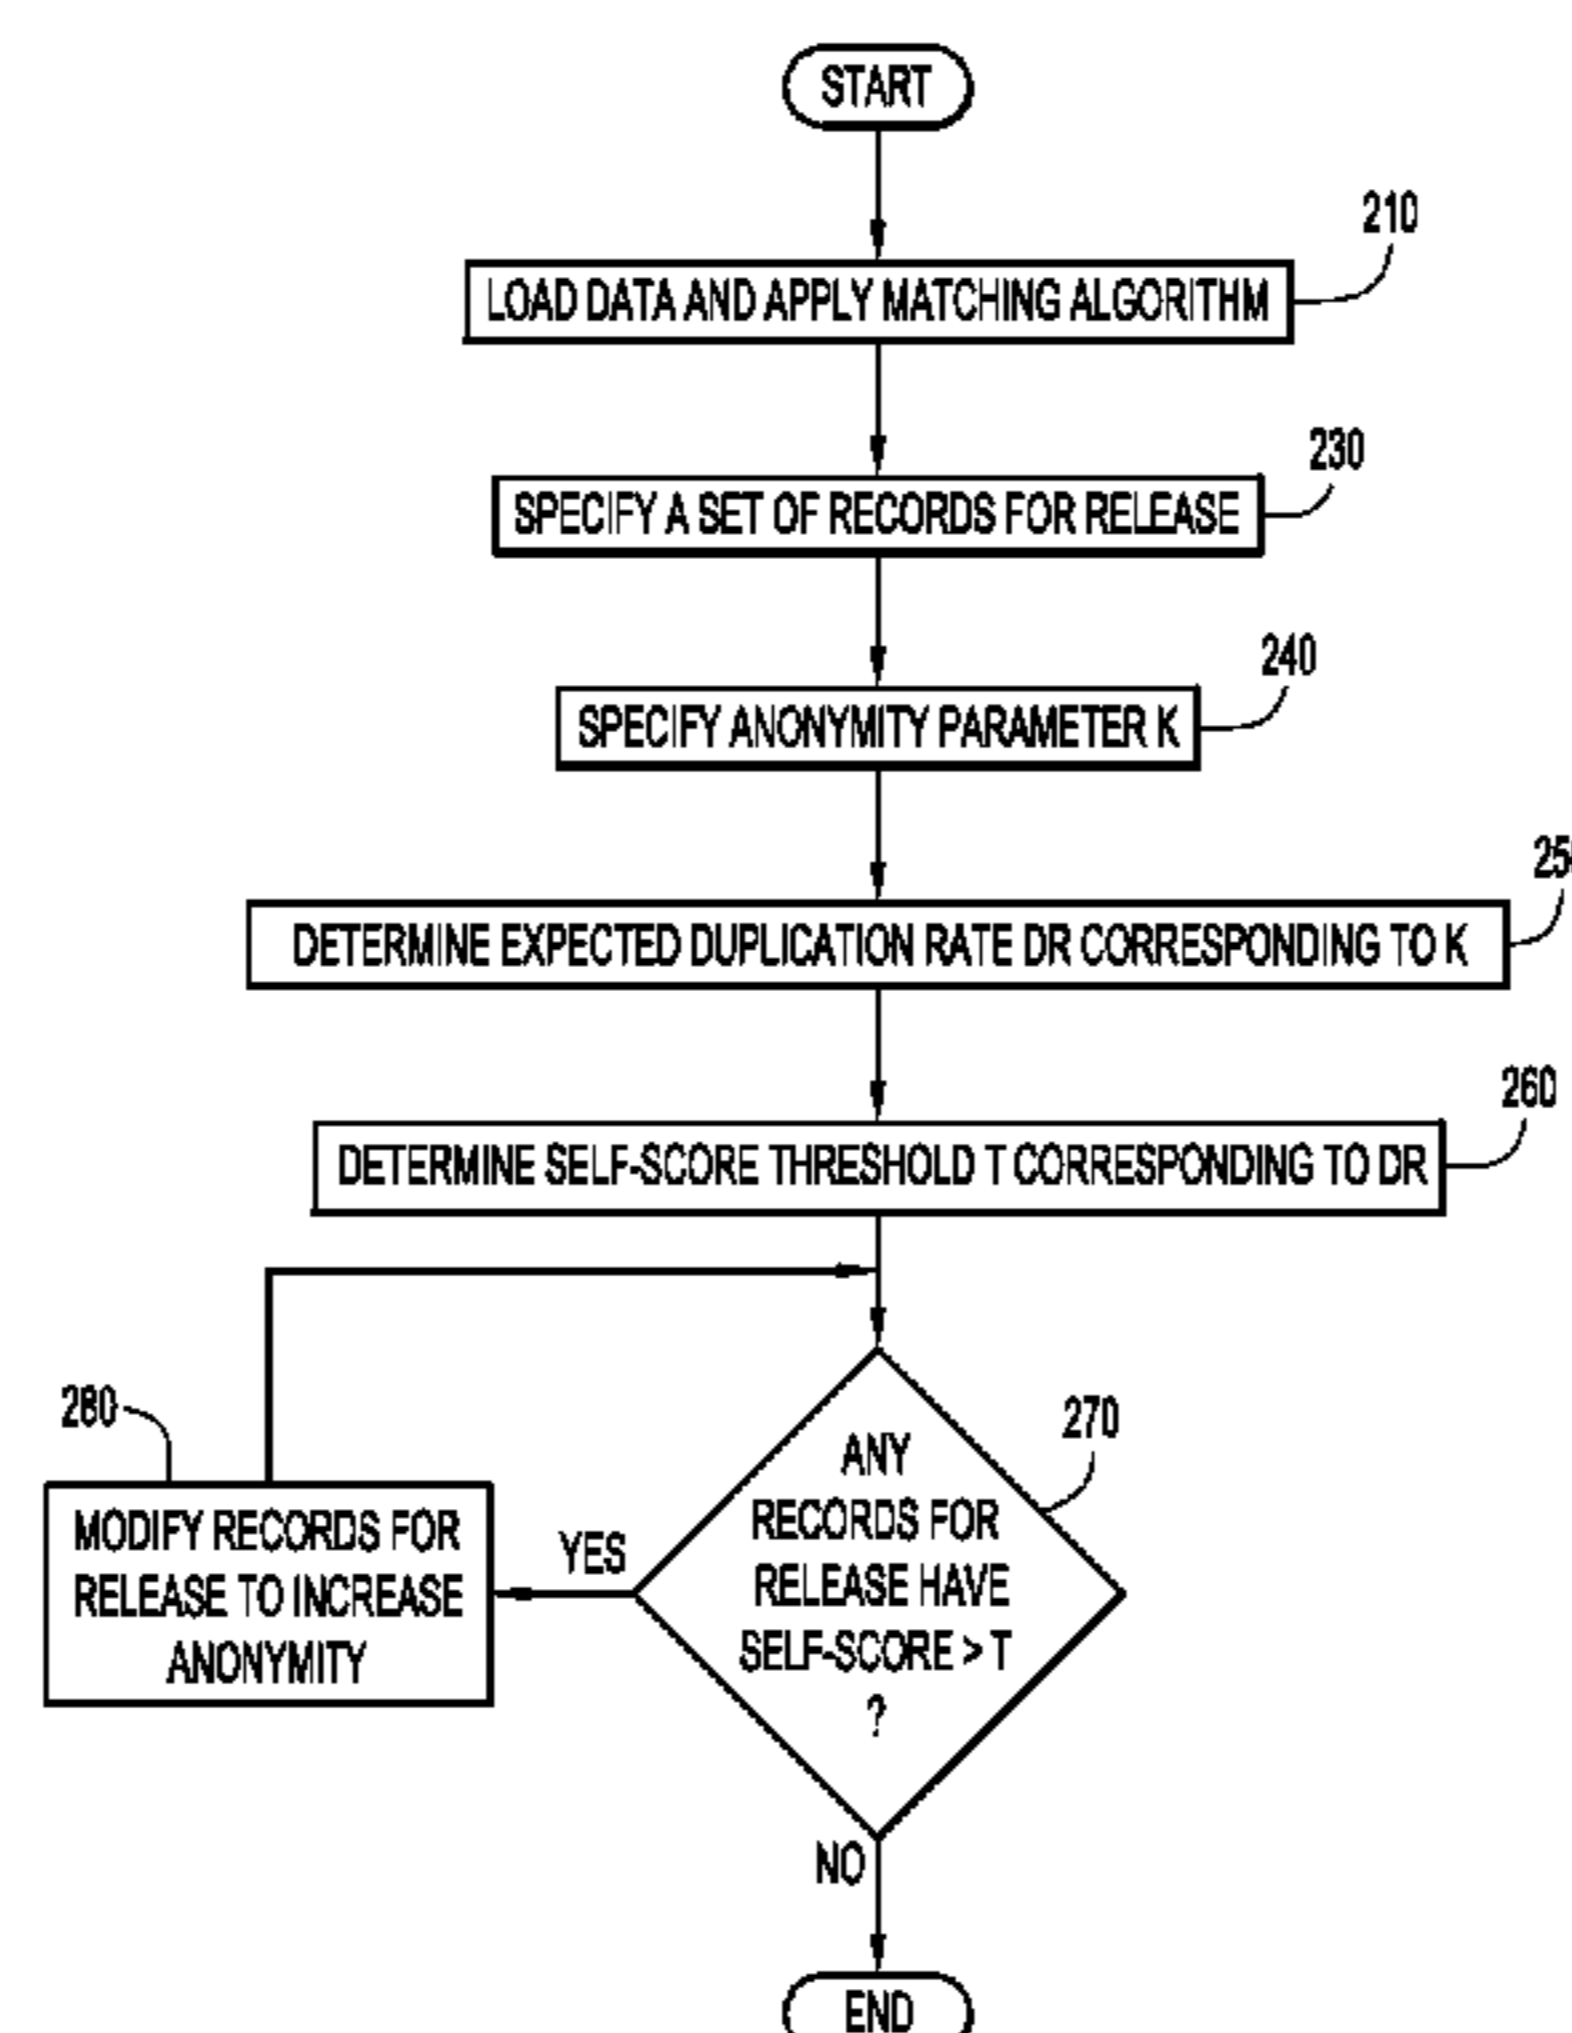 START
210
LOAD DATA AND APPLY MATCHING ALGORITHM
230
SPECIFY A SET OF RECORDS FOR RELEASE
240
SPECIFY ANONYMITY PARAMETER K
DETERMINE EXPECTED DUPLICATION RATE DR CORRESPONDING TO K
260
DETERMINE SELF-SCORE THRESHOLD T CORRESPONDING TO DR
280
270
ANY
RECORDS FOR
RELEASE HAVE
SELF-SCORE > T
?
YES
MODIFY RECORDS FOR
RELEASE TO INCREASE
ANONYMITY
NO
END